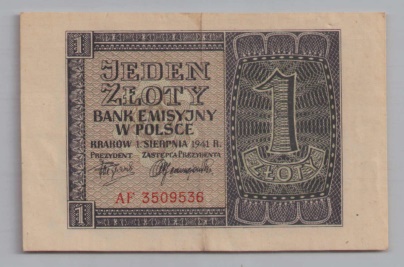 1
JEDEN
ZŁOTY
BANK EMISYJNY
W POLSCE
KRAKÓW 1. SIERPNIA 1941 R.
PREZYDENT ZASTĘPCA PREZYDENTA
AF 3509536
1
1
ZŁOTY